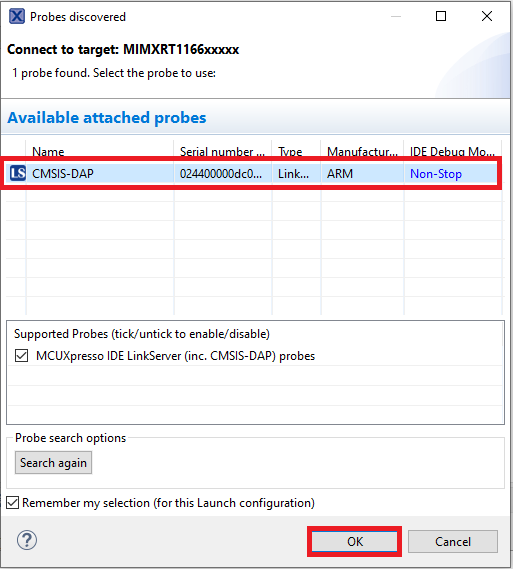 Probes discovered
Connect to target: MIMXRT1166xxxxx
1 probe found. Select the probe to use:
Available attached probes
Name Serial number ... Type Manufactur... IDE Debug Mo...
LS CMSIS-DAP 024400000dc0... Link... ARM Non-Stop
Supported Probes (tick/untick to enable/disable)
MCUXpresso IDE LinkServer (inc. CMSIS-DAP) probes
Probe search options
Search again
Remember my selection (for this Launch configuration)
? OK Cancel